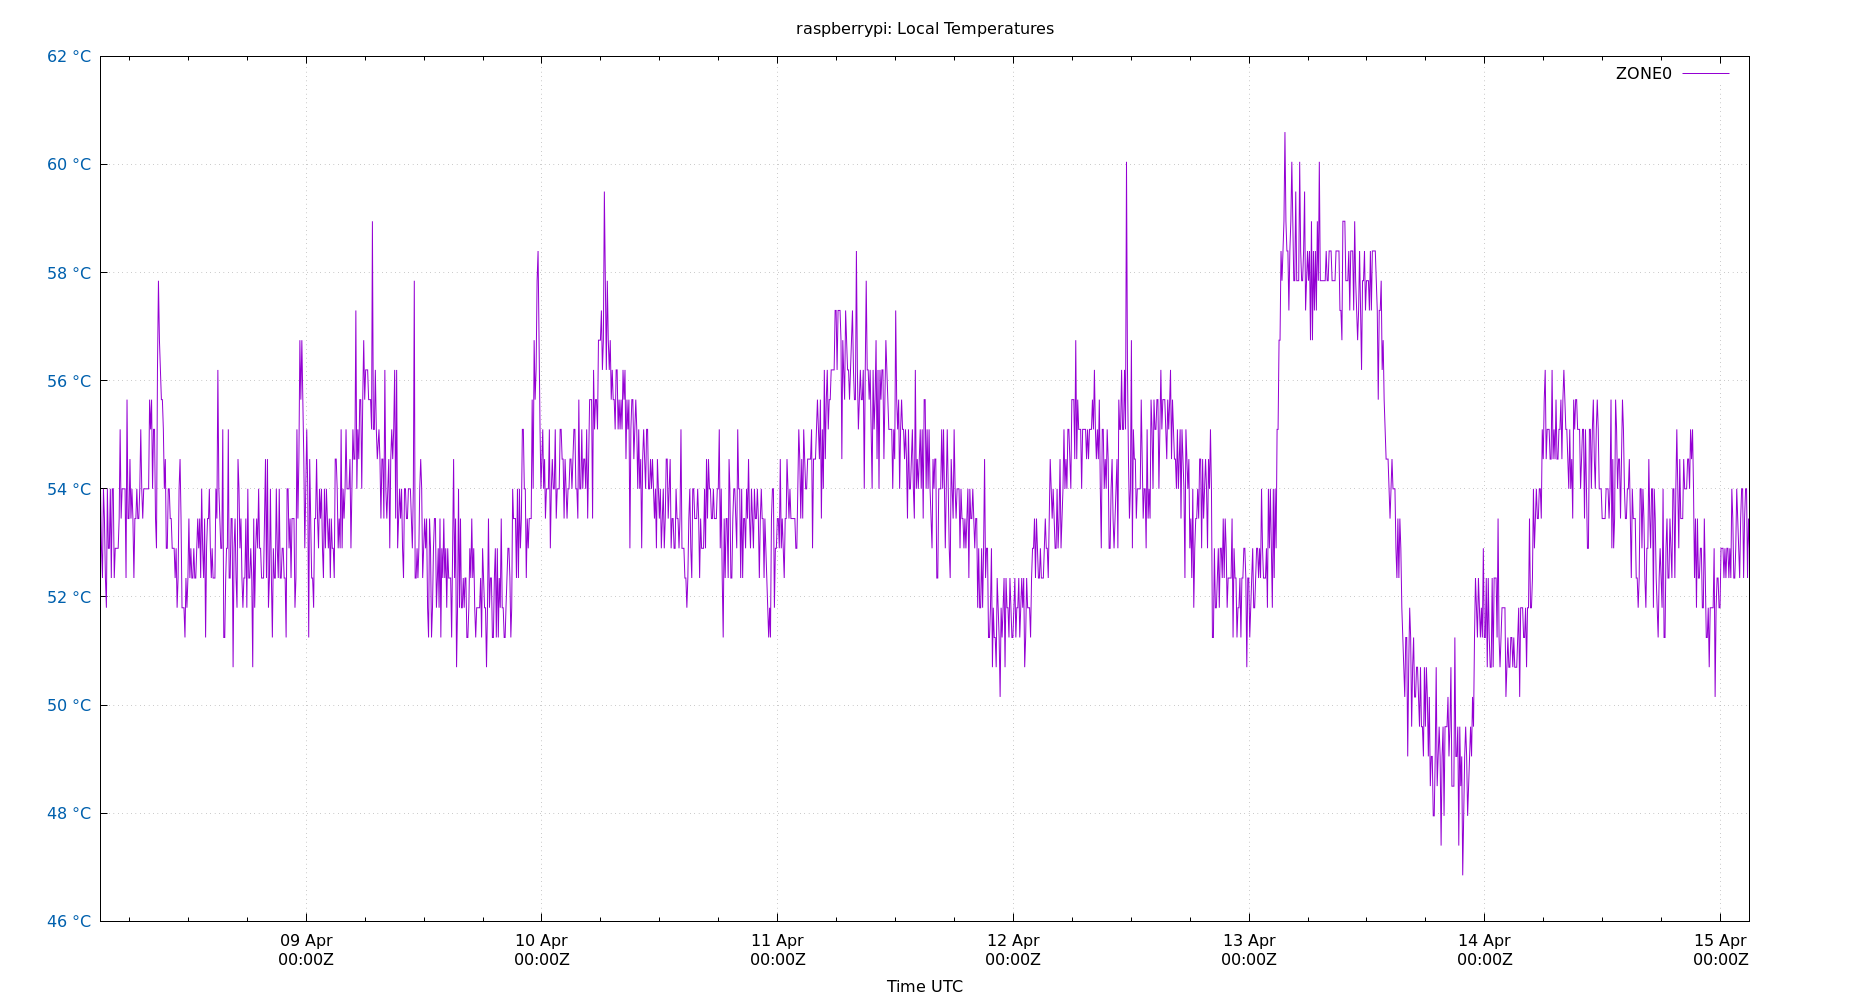 raspberrypi: Local Temperatures
62 °C
ZONE0
60 °C
58 °C
56 °C
54 °C
52 °C
50 °C
48 °C
46 °C
09 Apr 10 Apr 11 Apr 12 Apr 13 Apr 14 Apr 15 Apr
00:00Z 00:00Z 00:00Z 00:00Z 00:00Z 00:00Z 00:00Z
Time UTC